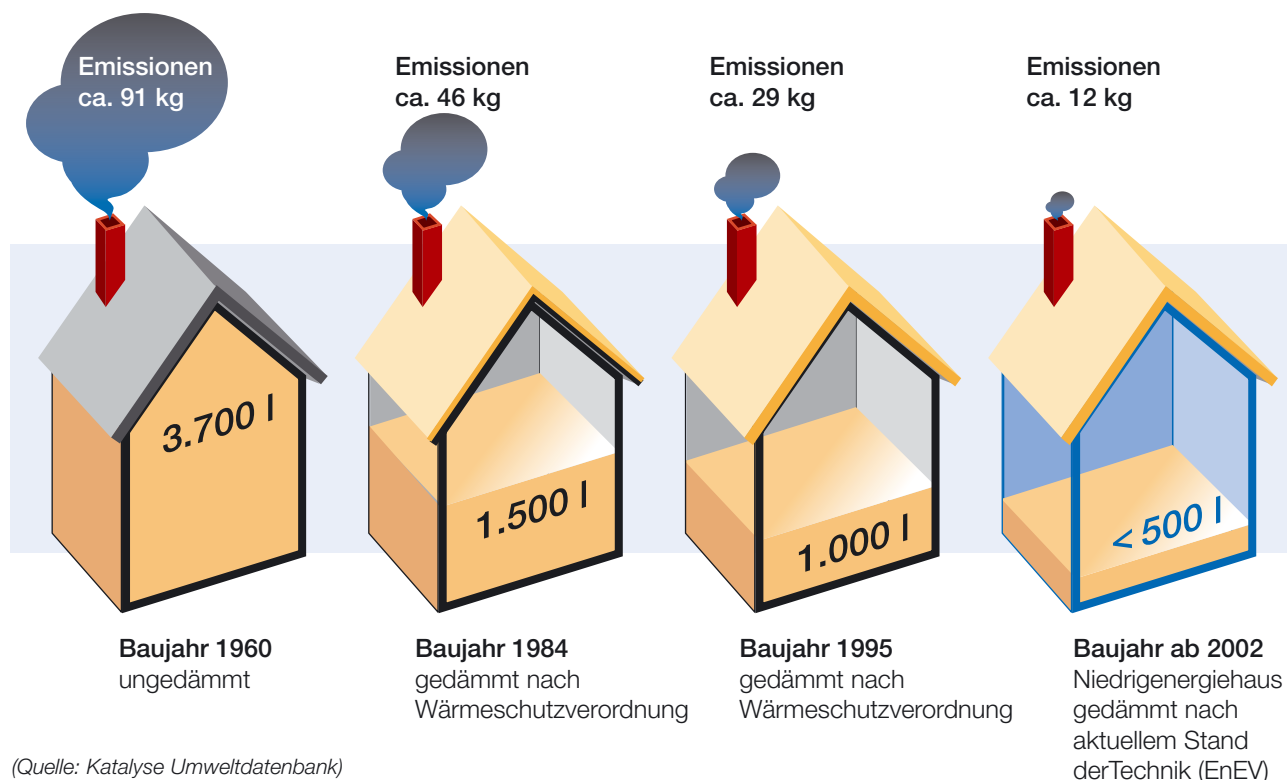 Emissionen
ca. 91 kg
Emissionen
ca. 46 kg
Emissionen
ca. 29 kg
Emissionen
ca. 12 kg
3.700 l
1.500 l
1.000 l
< 500 l
Baujahr 1960
ungedämmt
Baujahr 1984
gedämmt nach
Wärmeschutzverordnung
Baujahr 1995
gedämmt nach
Wärmeschutzverordnung
Baujahr ab 2002
Niedrigenergiehaus
gedämmt nach
aktuellem Stand
derTechnik (EnEV)
(Quelle: Katalyse Umweltdatenbank)